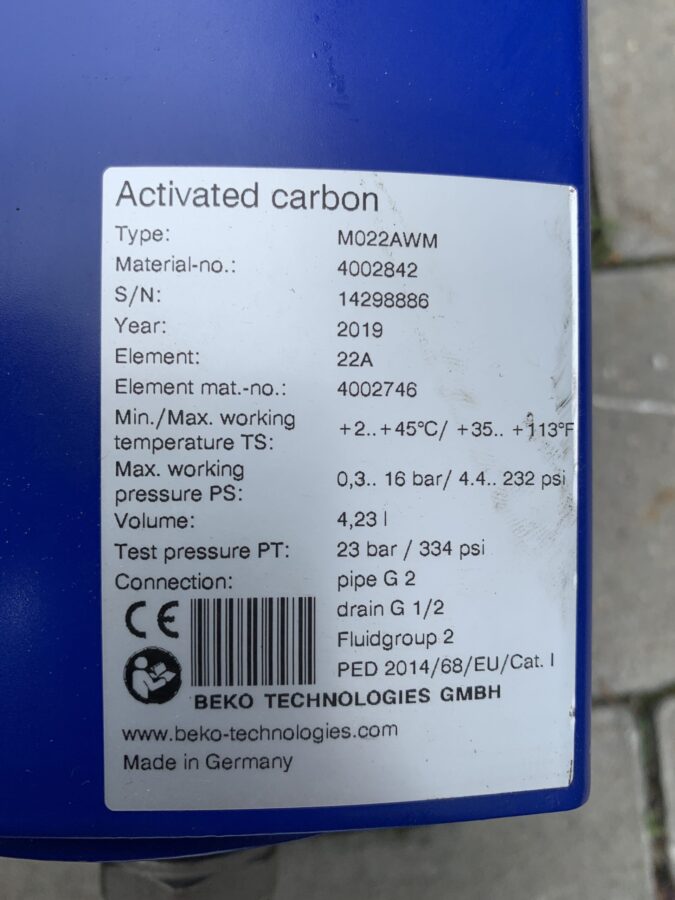 Activated carbon
Type: M022AWM
Material-no.: 4002842
S/N: 14298886
Year: 2019
Element: 22A
Element mat.-no.: 4002746
Min./Max. working
temperature TS: +2..+45°C/ +35.. +113°F
Max. working
pressure PS: 0,3.. 16 bar/ 4.4.. 232 psi
Volume: 4,23 l
Test pressure PT: 23 bar / 334 psi
Connection: pipe G 2
drain G 1/2
Fluidgroup 2
PED 2014/68/EU/Cat. I
CE
BEKO TECHNOLOGIES GMBH
www.beko-technologies.com
Made in Germany